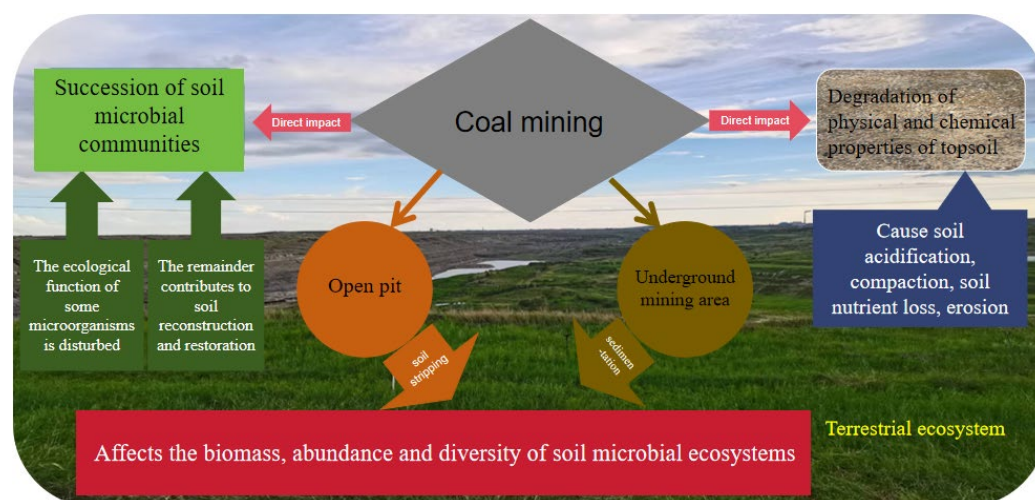 Coal mining
Succession of soil
microbial
communities
Direct impact
Direct impact
Degradation of
physical and chemical
properties of topsoil
The ecological
function of
some
microorganisms
is disturbed
The remainder
contributes to
soil
reconstruction
and restoration
Open pit
Underground
mining area
Cause soil
acidification,
compaction, soil
nutrient loss, erosion
soil
stripping
sedimen
-tation
Affects the biomass, abundance and diversity of soil microbial ecosystems
Terrestrial ecosystem